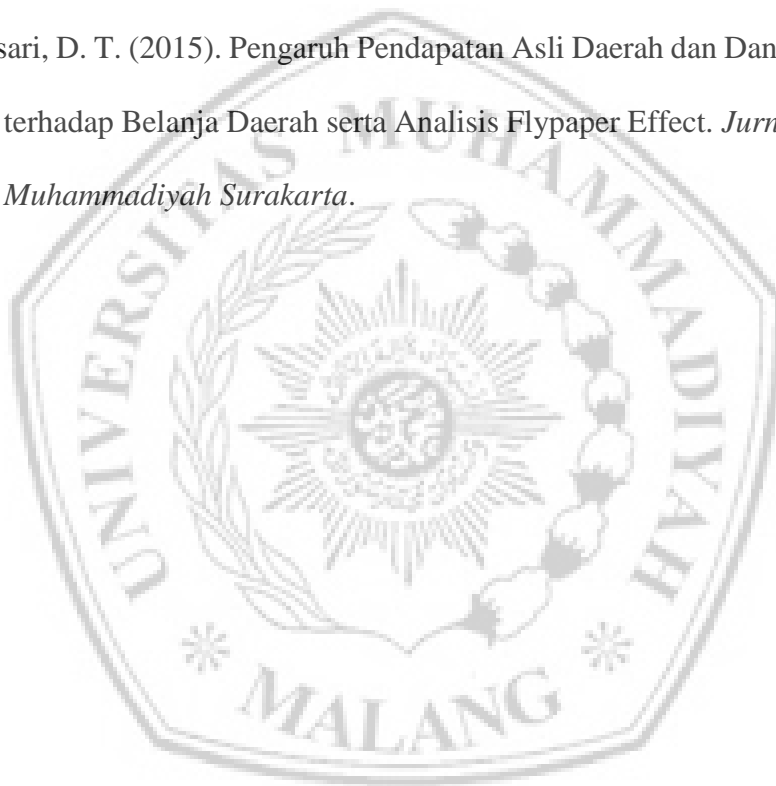 sari, D. T. (2015). Pengaruh Pendapatan Asli Daerah dan Dan
terhadap Belanja Daerah serta Analisis Flypaper Effect. Jurn
Muhammadiyah Surakarta.
UNIVERSITAS MUHAMMADIYAH
MALANG